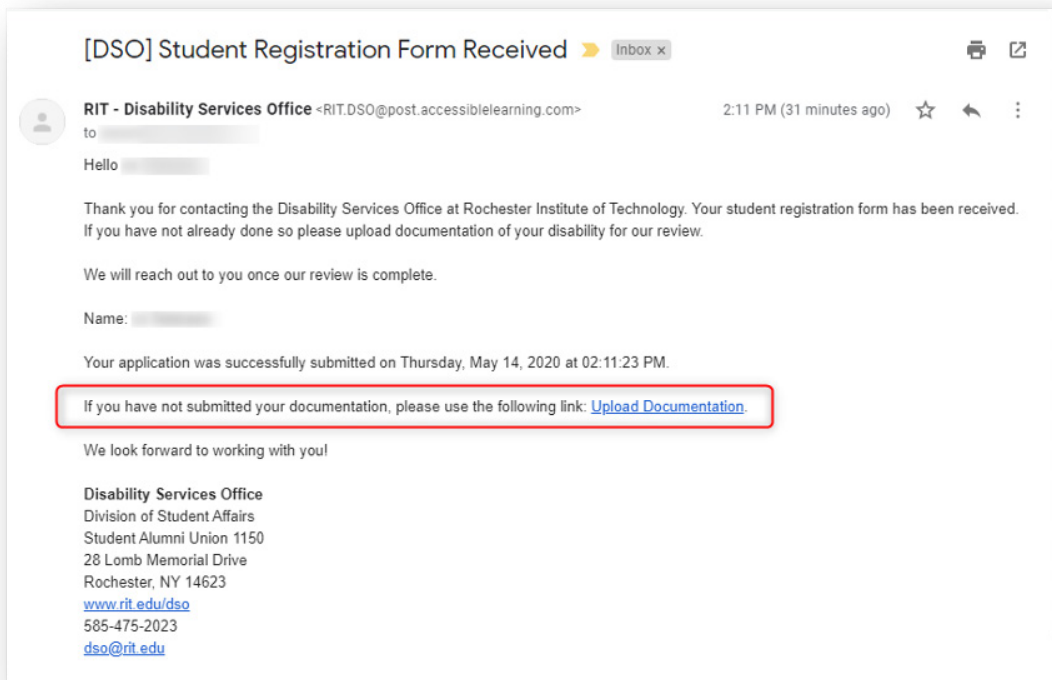 [DSO] Student Registration Form Received Inbox x
RIT - Disability Services Office <RIT.DSO@post.accessiblelearning.com> 2:11 PM (31 minutes ago)
to
Hello
Thank you for contacting the Disability Services Office at Rochester Institute of Technology. Your student registration form has been received.
If you have not already done so please upload documentation of your disability for our review.
We will reach out to you once our review is complete.
Name:
Your application was successfully submitted on Thursday, May 14, 2020 at 02:11:23 PM.
If you have not submitted your documentation, please use the following link: Upload Documentation.
We look forward to working with you!
Disability Services Office
Division of Student Affairs
Student Alumni Union 1150
28 Lomb Memorial Drive
Rochester, NY 14623
www.rit.edu/dso
585-475-2023
dso@rit.edu